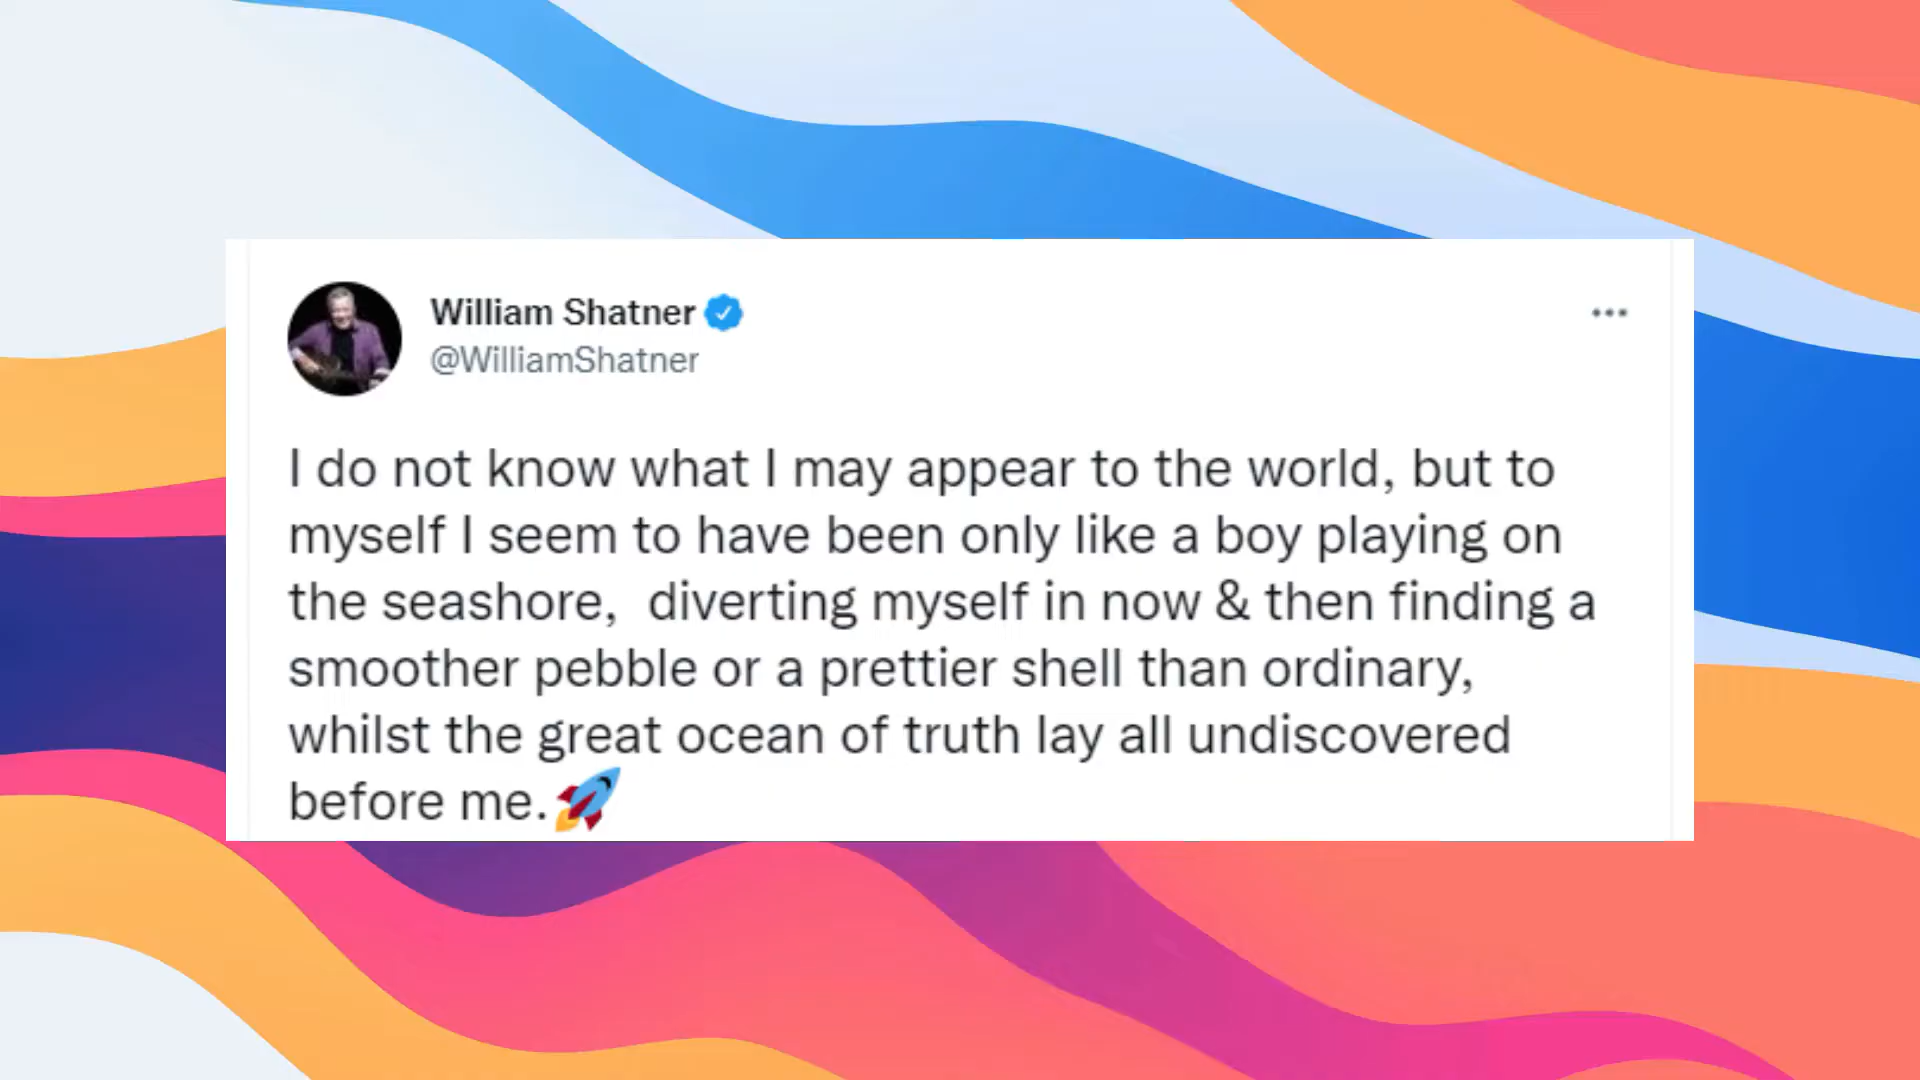 William Shatner
@WilliamShatner
I do not know what I may appear to the world, but to
myself I seem to have been only like a boy playing on
the seashore,  diverting myself in now & then finding a
smoother pebble or a prettier shell than ordinary,
whilst the great ocean of truth lay all undiscovered
before me.🚀